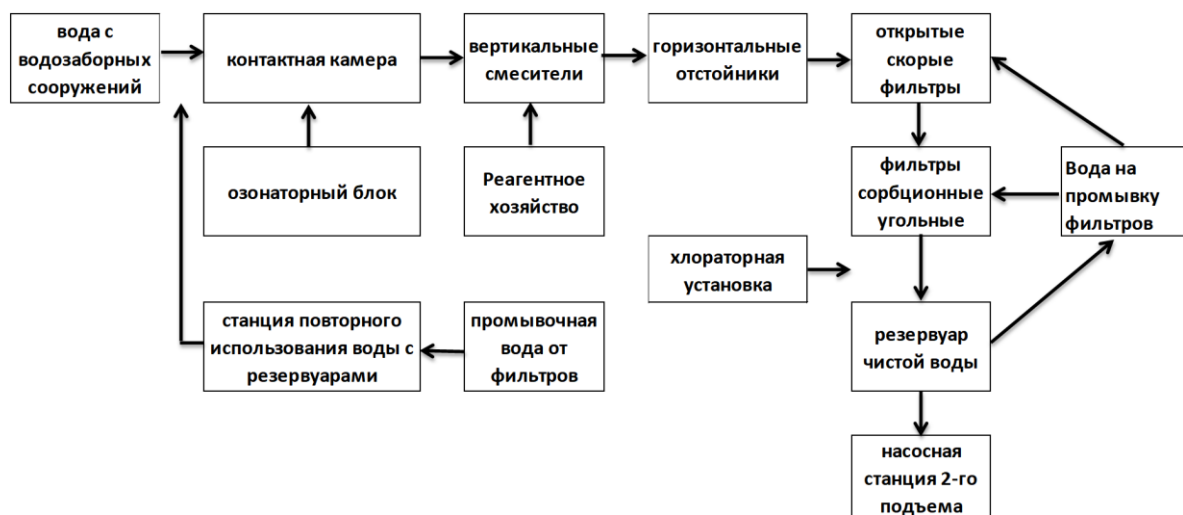 вода с
водозаборных
сооружений
контактная камера
вертикальные
смесители
горизонтальные
отстойники
открытые
скорые
фильтры
озонаторный блок
Реагентное
хозяйство
фильтры
сорбционные
угольные
Вода на
промывку
фильтров
хлораторная
установка
станция повторного
использования воды с
резервуарами
промывочная
вода от
фильтров
резервуар
чистой воды
насосная
станция 2-го
подъема